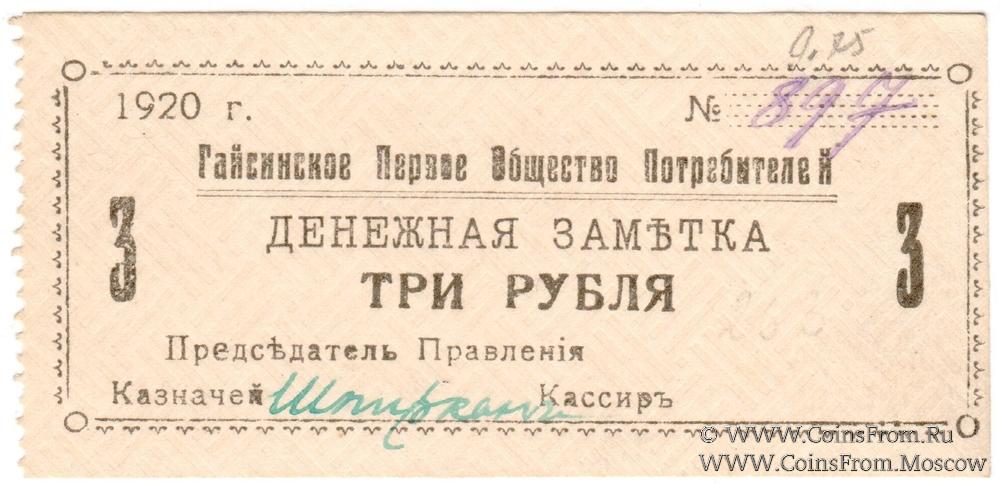 0,75
1920 г. № 897
Гайсинское Первое Общество Потребителей
3 ДЕНЕЖНАЯ ЗАМѢТКА 3
ТРИ РУБЛЯ
Предсѣдатель Правленія
Казначей Кассиръ
© WWW.CoinsFrom.Ru
WWW.CoinsFrom.Moscow